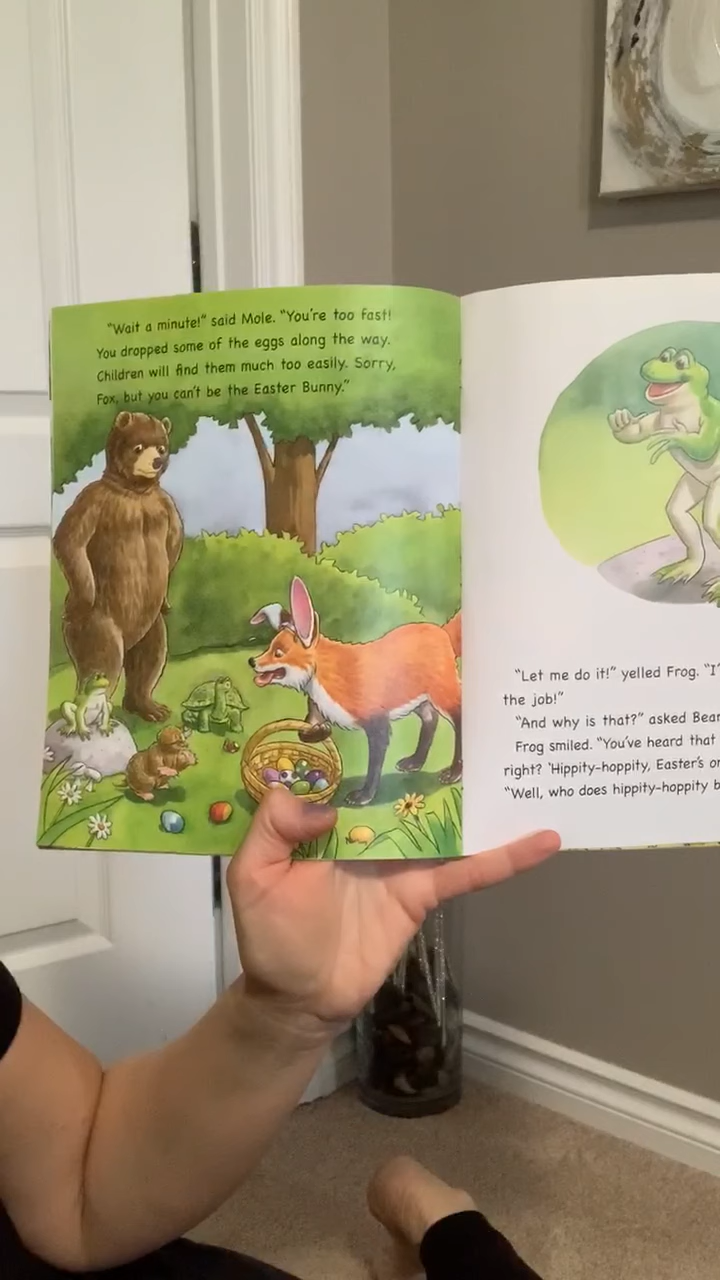 "Wait a minute!" said Mole. "You're too fast!
You dropped some of the eggs along the way.
Children will find them much too easily. Sorry,
Fox, but you can't be the Easter Bunny."
"Let me do it!" yelled Frog.
the job!"
"And why is that?" asked Bear
Frog smiled. "You've heard that
right? 'Hippity-hoppity, Easter's
"Well, who does hippity-hoppity